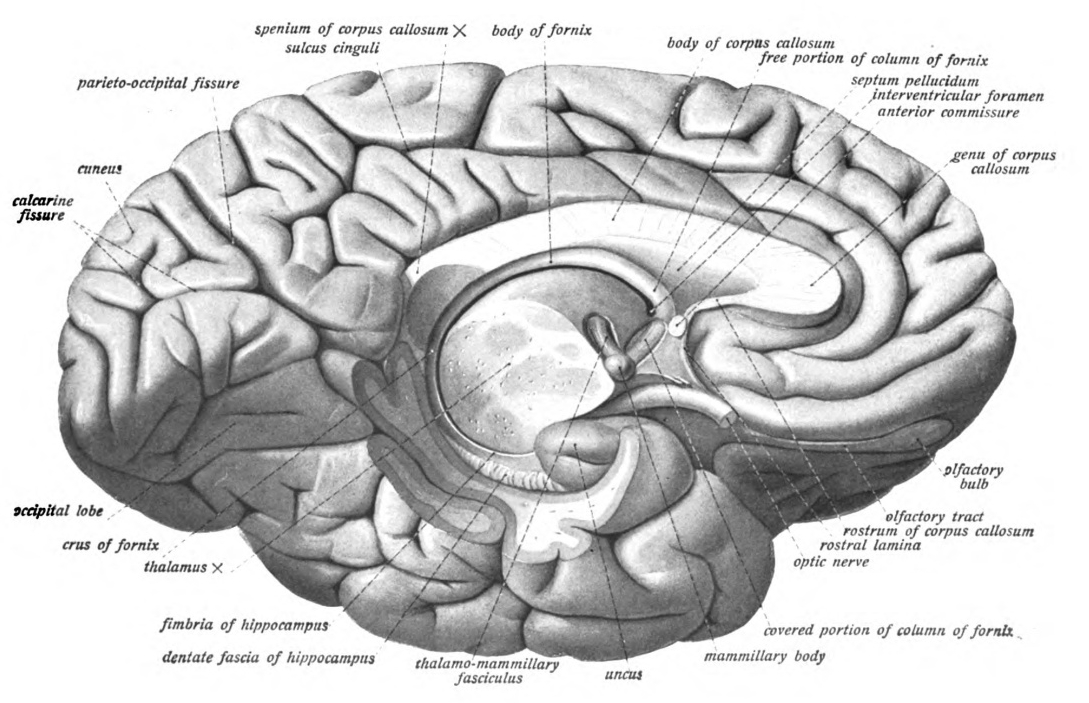 spenium of corpus callosum ×
sulcus cinguli
body of fornix
body of corpus callosum
free portion of column of fornix
septum pellucidum
interventricular foramen
anterior commissure
parieto-occipital fissure
genu of corpus
callosum
cuneus
calcarine
fissure
olfactory
bulb
occipital lobe
olfactory tract
rostrum of corpus callosum
rostral lamina
optic nerve
crus of fornix
thalamus ×
fimbria of hippocampus
covered portion of column of fornix
dentate fascia of hippocampus
thalamo-mammillary
fasciculus
uncus
mammillary body